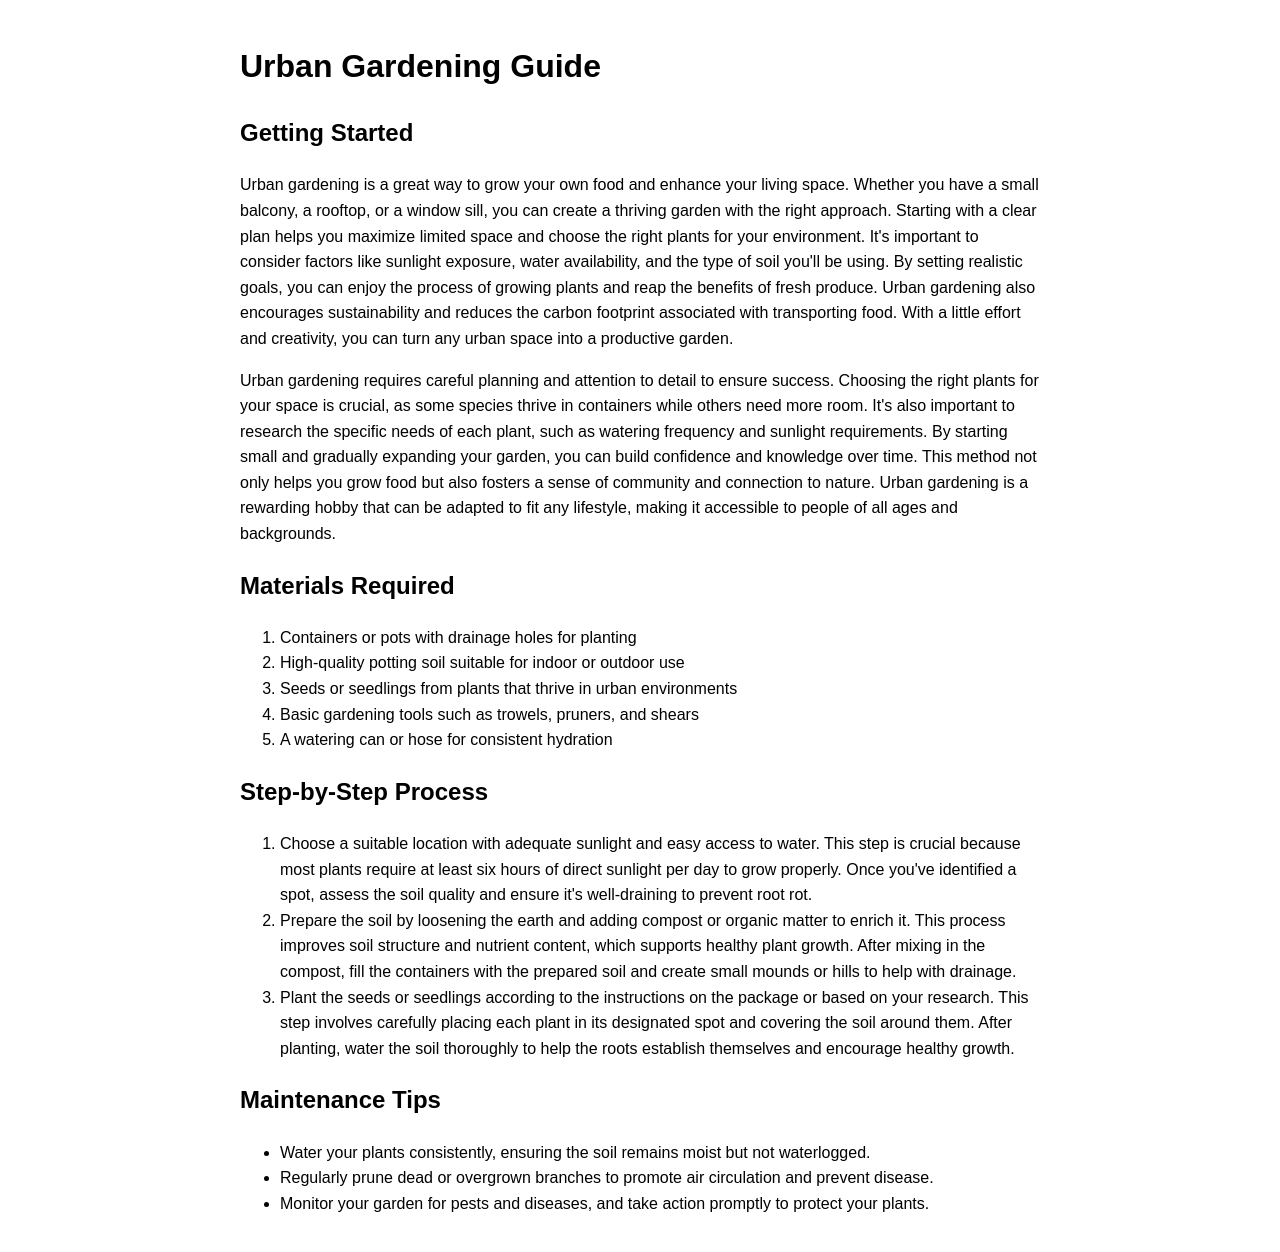 Urban Gardening Guide
Getting Started
Urban gardening is a great way to grow your own food and enhance your living space. Whether you have a small
balcony, a rooftop, or a window sill, you can create a thriving garden with the right approach. Starting with a clear
plan helps you maximize limited space and choose the right plants for your environment. It's important to
consider factors like sunlight exposure, water availability, and the type of soil you'll be using. By setting realistic
goals, you can enjoy the process of growing plants and reap the benefits of fresh produce. Urban gardening also
encourages sustainability and reduces the carbon footprint associated with transporting food. With a little effort
and creativity, you can turn any urban space into a productive garden.
Urban gardening requires careful planning and attention to detail to ensure success. Choosing the right plants for
your space is crucial, as some species thrive in containers while others need more room. It's also important to
research the specific needs of each plant, such as watering frequency and sunlight requirements. By starting
small and gradually expanding your garden, you can build confidence and knowledge over time. This method not
only helps you grow food but also fosters a sense of community and connection to nature. Urban gardening is a
rewarding hobby that can be adapted to fit any lifestyle, making it accessible to people of all ages and
backgrounds.
Materials Required
1. Containers or pots with drainage holes for planting
2. High-quality potting soil suitable for indoor or outdoor use
3. Seeds or seedlings from plants that thrive in urban environments
4. Basic gardening tools such as trowels, pruners, and shears
5. A watering can or hose for consistent hydration
Step-by-Step Process
1. Choose a suitable location with adequate sunlight and easy access to water. This step is crucial because
most plants require at least six hours of direct sunlight per day to grow properly. Once you've identified a
spot, assess the soil quality and ensure it's well-draining to prevent root rot.
2. Prepare the soil by loosening the earth and adding compost or organic matter to enrich it. This process
improves soil structure and nutrient content, which supports healthy plant growth. After mixing in the
compost, fill the containers with the prepared soil and create small mounds or hills to help with drainage.
3. Plant the seeds or seedlings according to the instructions on the package or based on your research. This
step involves carefully placing each plant in its designated spot and covering the soil around them. After
planting, water the soil thoroughly to help the roots establish themselves and encourage healthy growth.
Maintenance Tips
• Water your plants consistently, ensuring the soil remains moist but not waterlogged.
• Regularly prune dead or overgrown branches to promote air circulation and prevent disease.
• Monitor your garden for pests and diseases, and take action promptly to protect your plants.